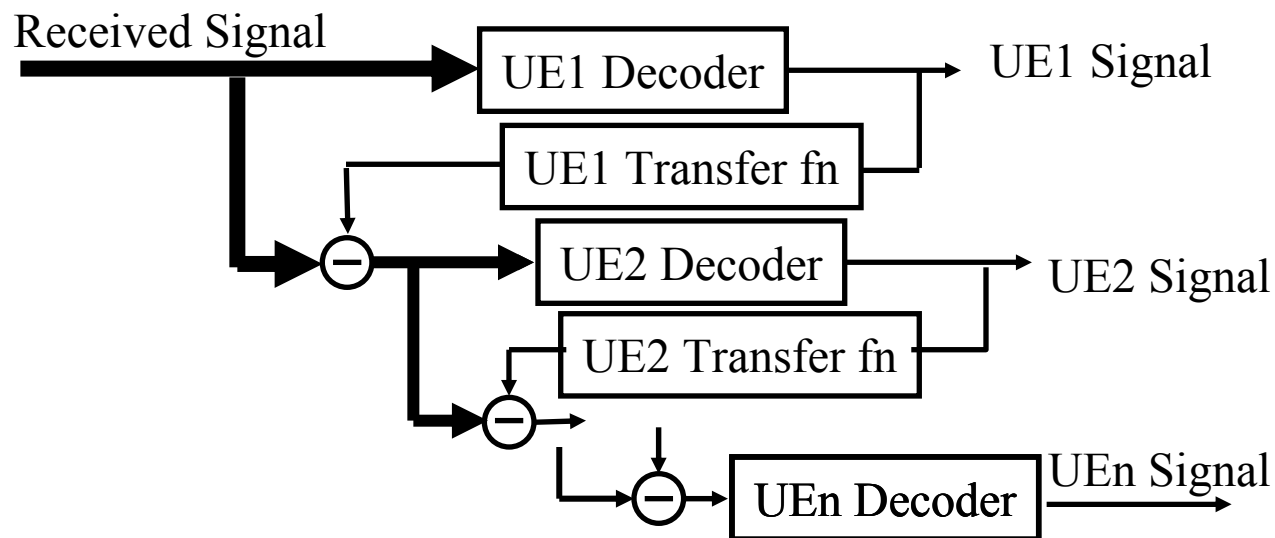 Received Signal
UE1 Decoder
UE1 Signal
UE1 Transfer fn
UE2 Decoder
UE2 Signal
UE2 Transfer fn
UEn Decoder
UEn Signal